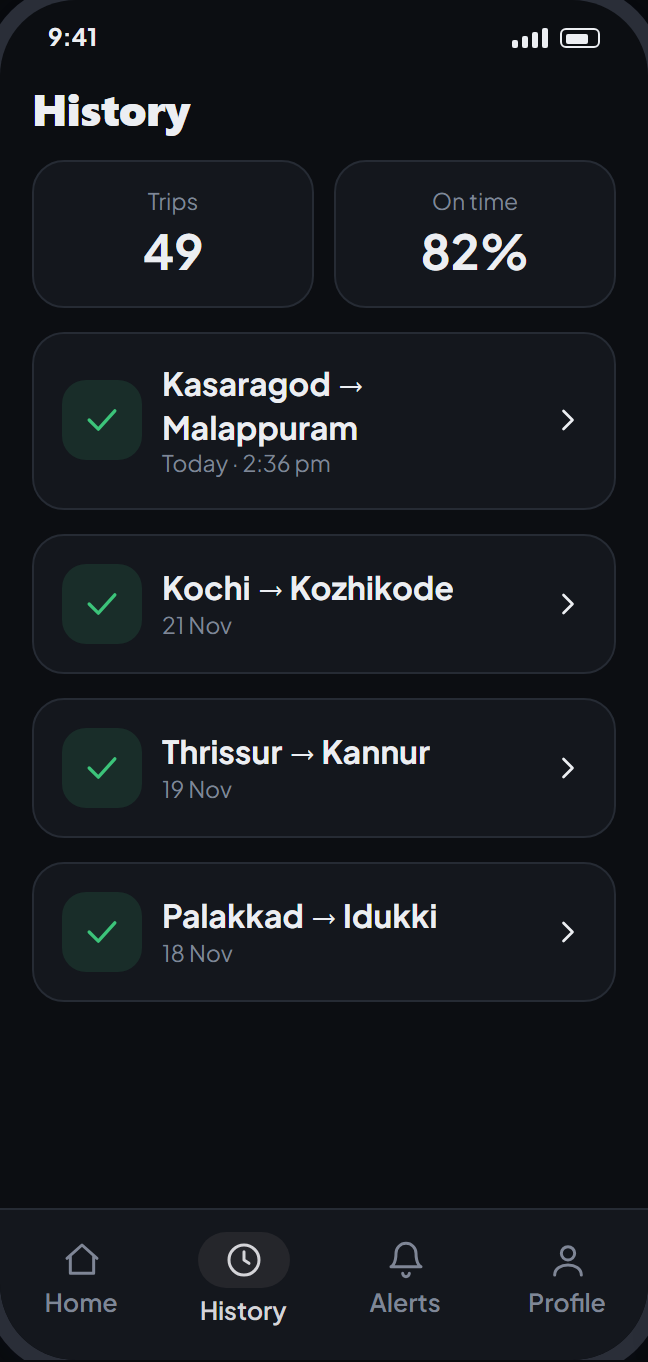 9:41
History
Trips
49
On time
82%
Kasaragod →
Malappuram
Today · 2:36 pm
Kochi → Kozhikode
21 Nov
Thrissur → Kannur
19 Nov
Palakkad → Idukki
18 Nov
Home
History
Alerts
Profile